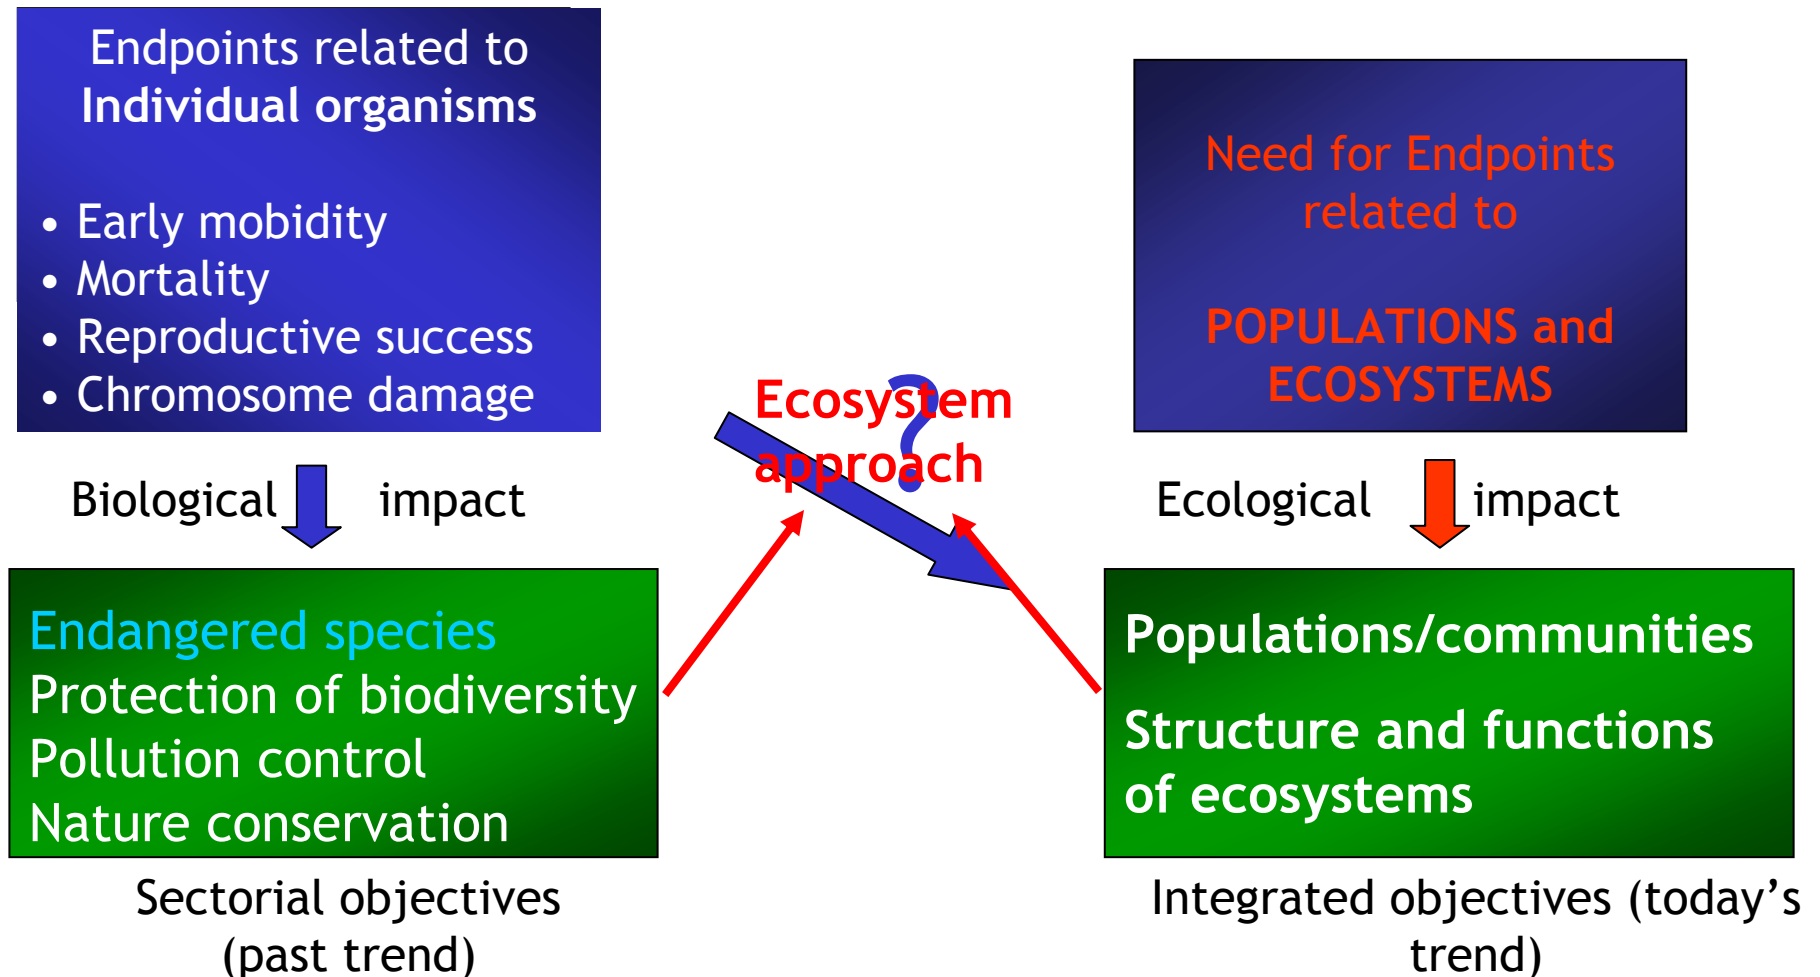 Endpoints related to
Individual organisms
• Early mobidity
• Mortality
• Reproductive success
• Chromosome damage
Biological impact
Endangered species
Protection of biodiversity
Pollution control
Nature conservation
Sectorial objectives
(past trend)
?
Ecosystem
approach
Need for Endpoints
related to
POPULATIONS and
ECOSYSTEMS
Ecological impact
Populations/communities
Structure and functions
of ecosystems
Integrated objectives (today’s
trend)